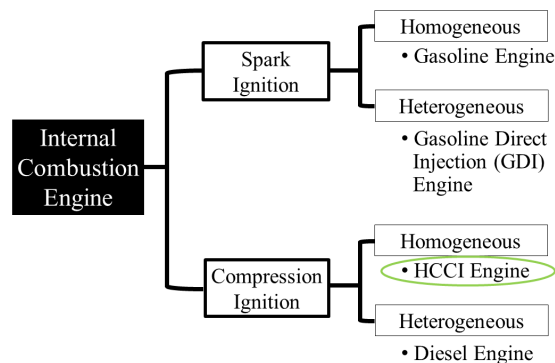 Internal
Combustion
Engine
Spark
Ignition
Homogeneous
• Gasoline Engine
Heterogeneous
• Gasoline Direct
Injection (GDI)
Engine
Compression
Ignition
Homogeneous
• HCCI Engine
Heterogeneous
• Diesel Engine